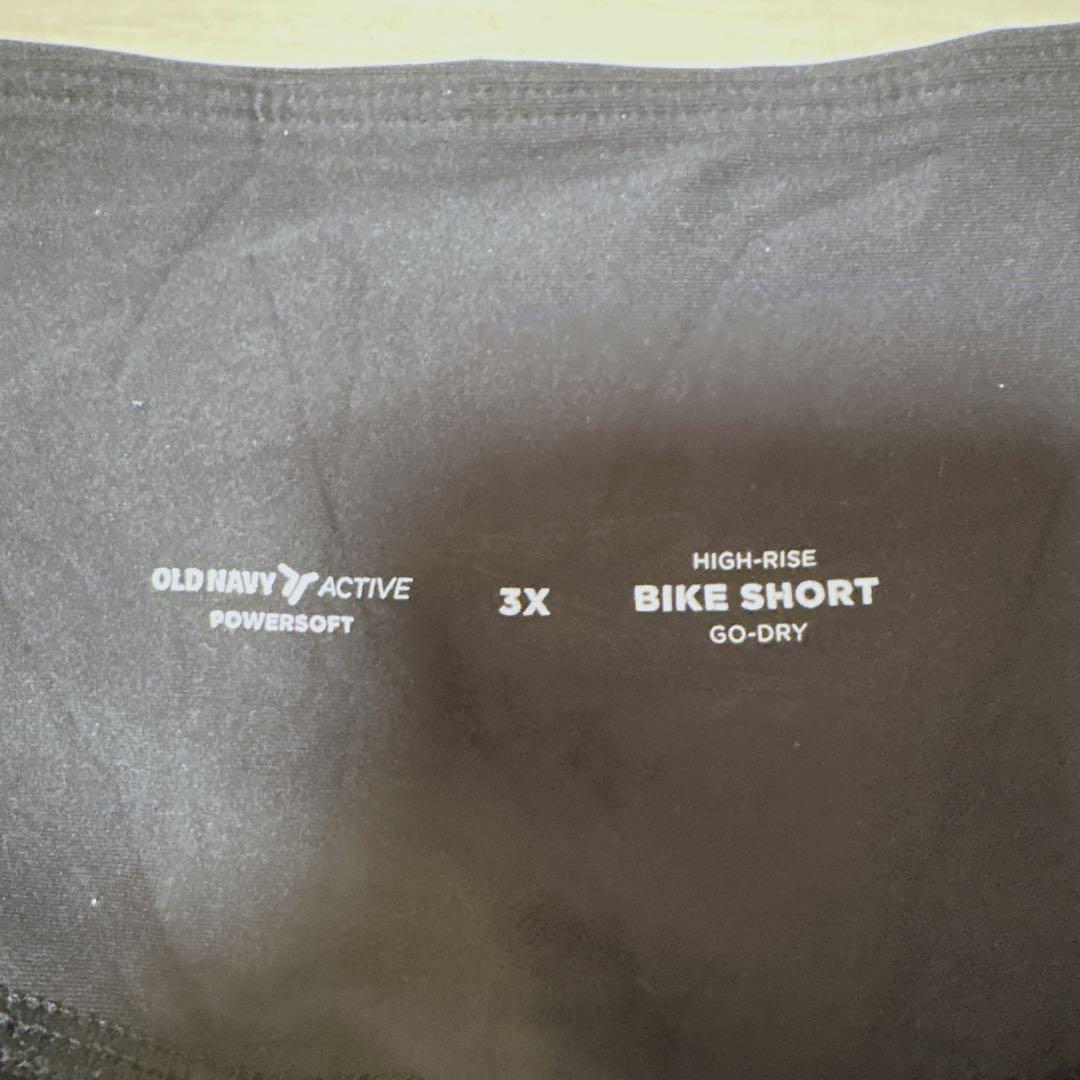 OLD NAVY ACTIVE
POWERSOFT
3X
HIGH-RISE
BIKE SHORT
GO-DRY